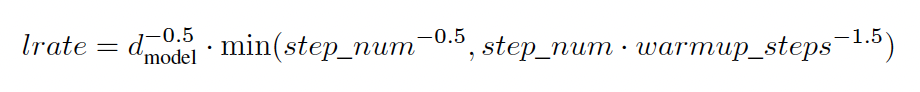 lrate = d_model^−0.5 · min(step_num^−0.5, step_num · warmup_steps^−1.5)